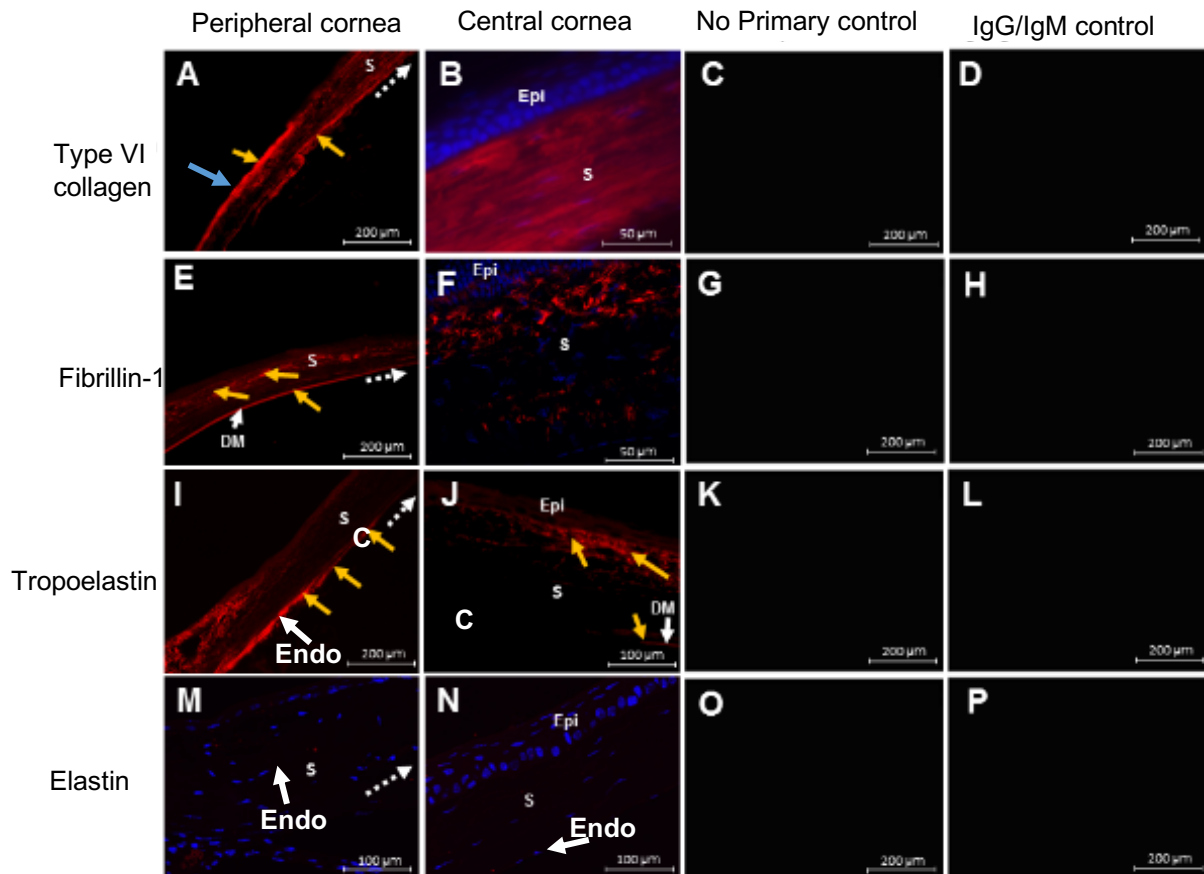 Peripheral cornea
Central cornea
No Primary control
IgG/IgM control
Type VI
collagen
A
S
200 µm
B
Epi
S
50 µm
C
200 µm
D
200 µm
Fibrillin-1
E
S
DM
200 µm
F
Epi
S
50 µm
G
200 µm
H
200 µm
Tropoelastin
I
S
C
Endo
200 µm
J
Epi
S
C
DM
100 µm
K
200 µm
L
200 µm
Elastin
M
S
Endo
100 µm
N
Epi
S
Endo
100 µm
O
200 µm
P
200 µm